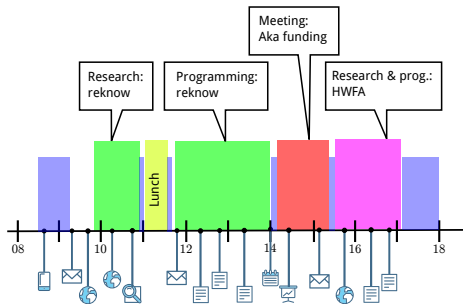 Meeting:
Aka funding
Research:
reknow
Programming:
reknow
Research & prog.:
HWFA
Lunch
08
10
12
14
16
18